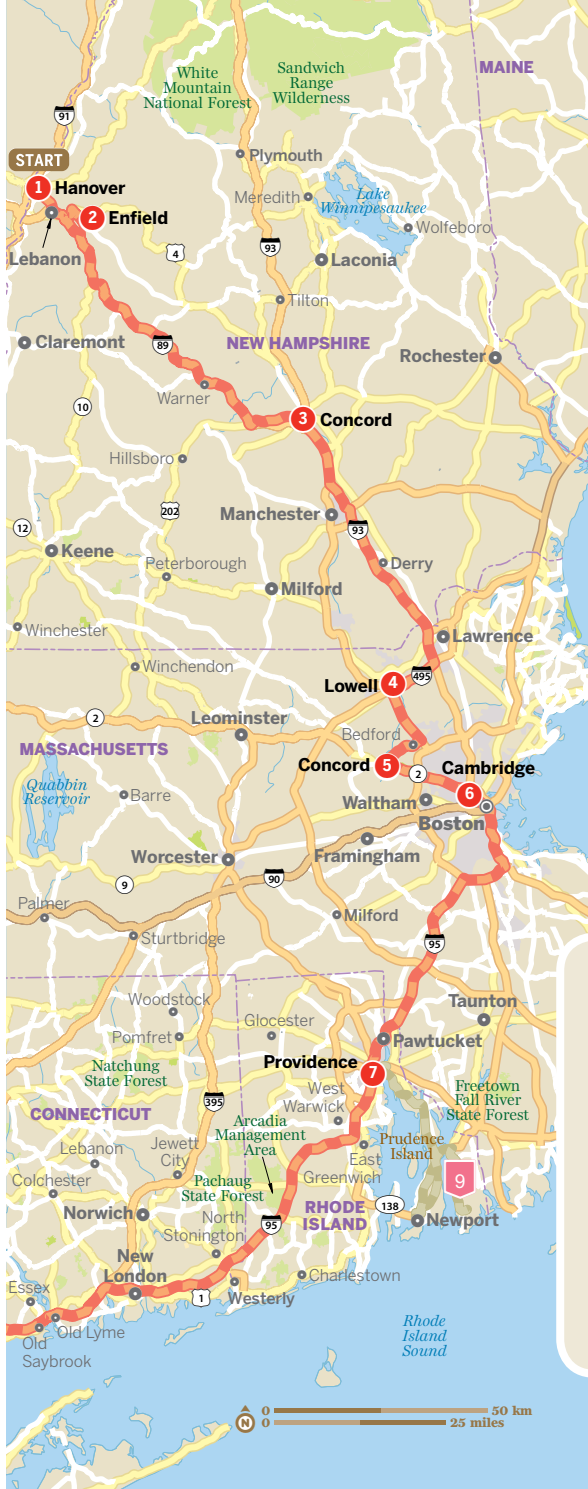 MAINE
White
Mountain
National Forest
Sandwich
Range
Wilderness
91
START
Plymouth
1 Hanover
Meredith
Lake
Winnipesaukee
2 Enfield
Wolfeboro
Lebanon
4
93
Laconia
Tilton
Claremont
89
NEW HAMPSHIRE
Rochester
Warner
10
3 Concord
Hillsboro
202
Manchester
12
93
Keene
Peterborough
Derry
Milford
Winchester
Lawrence
Winchendon
495
Lowell 4
2
Leominster
Bedford
MASSACHUSETTS
Concord 5
2
Cambridge
6
Quabbin
Reservoir
Barre
Waltham
Boston
Worcester
Framingham
90
9
Palmer
Milford
Sturtbridge
95
Woodstock
Taunton
Glocester
Pomfret
Pawtucket
Providence
7
Natchung
State Forest
West
Warwick
Freetown
Fall River
State Forest
395
CONNECTICUT
Arcadia
Management
Area
Prudence
Island
Lebanon
Jewett
City
East
Greenwich
Colchester
Pachaug
State Forest
9
Norwich
RHODE
ISLAND
138
North
Stonington
95
Newport
New
London
Charlestown
Essex
1
Westerly
Old Lyme
Old
Saybrook
Rhode
Island
Sound
N
0 50 km
0 25 miles